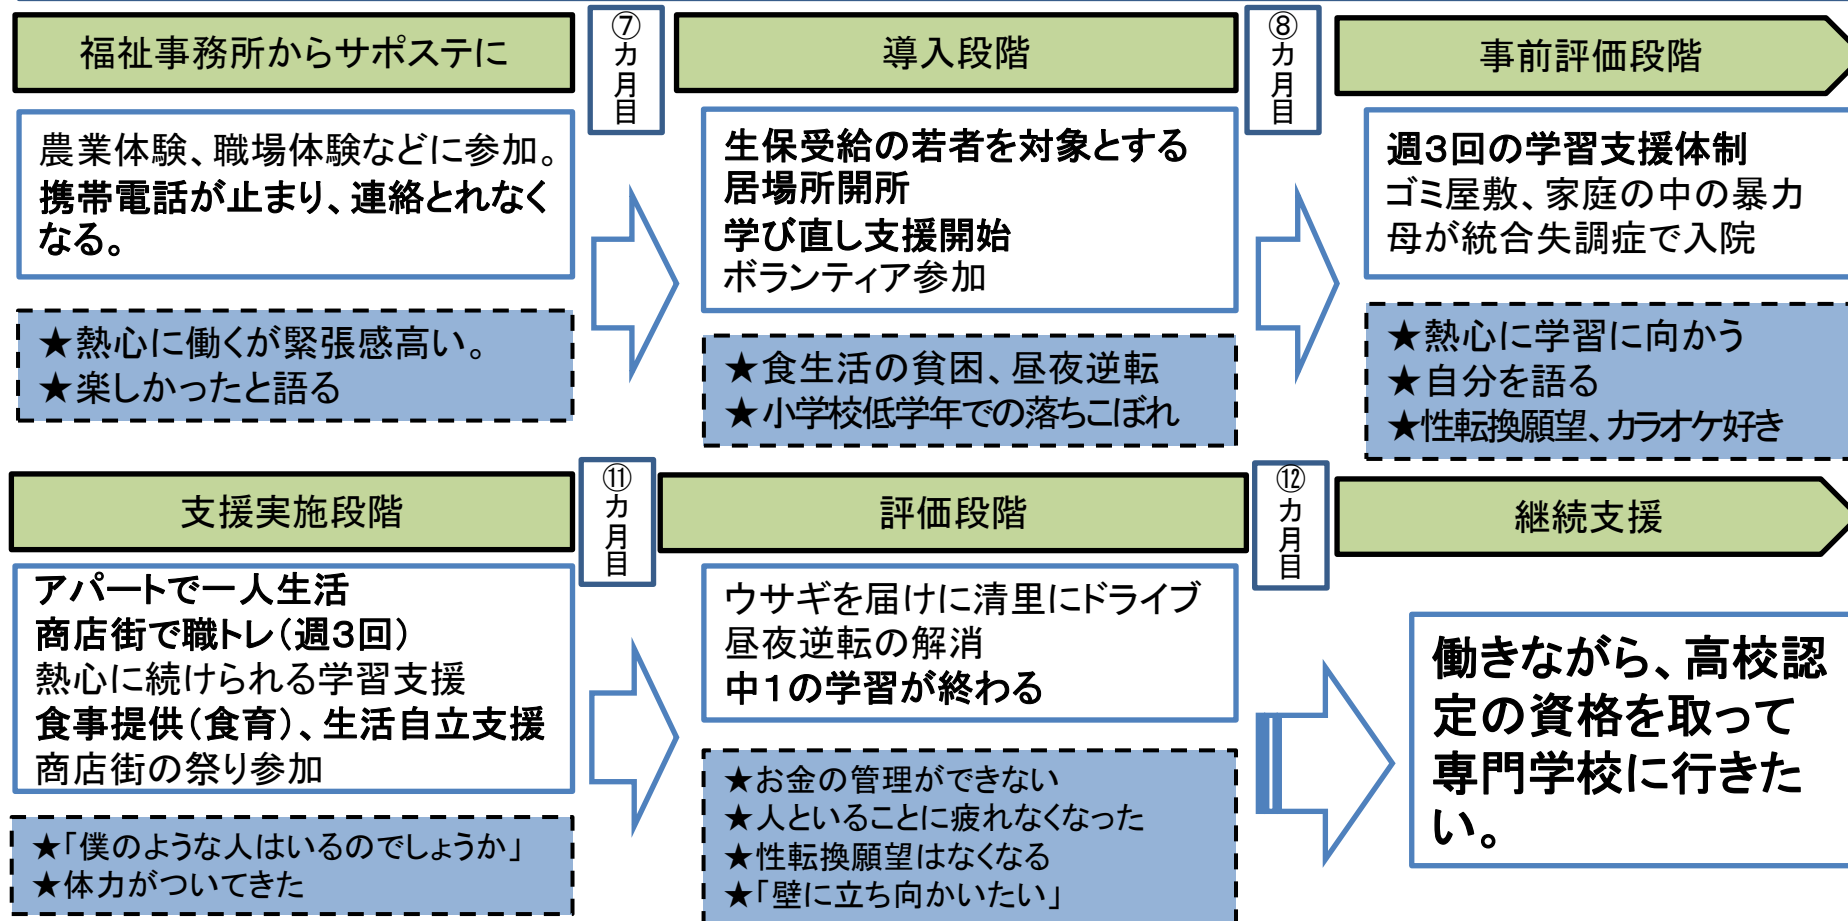 福祉事務所からサポステに
⑦カ月目
導入段階
⑧カ月目
事前評価段階
農業体験、職場体験などに参加。
携帯電話が止まり、連絡とれなく
なる。
生保受給の若者を対象とする
居場所開所
学び直し支援開始
ボランティア参加
週3回の学習支援体制
ゴミ屋敷、家庭の中の暴力
母が統合失調症で入院
★熱心に働くが緊張感高い。
★楽しかったと語る
★食生活の貧困、昼夜逆転
★小学校低学年での落ちこぼれ
★熱心に学習に向かう
★自分を語る
★性転換願望、カラオケ好き
支援実施段階
⑪カ月目
評価段階
⑫カ月目
継続支援
アパートで一人生活
商店街で職トレ(週3回)
熱心に続けられる学習支援
食事提供(食育)、生活自立支援
商店街の祭り参加
ウサギを届けに清里にドライブ
昼夜逆転の解消
中1の学習が終わる
働きながら、高校認
定の資格を取って
専門学校に行きた
い。
★「僕のような人はいるのでしょうか」
★体力がついてきた
★お金の管理ができない
★人といることに疲れなくなった
★性転換願望はなくなる
★「壁に立ち向かいたい」